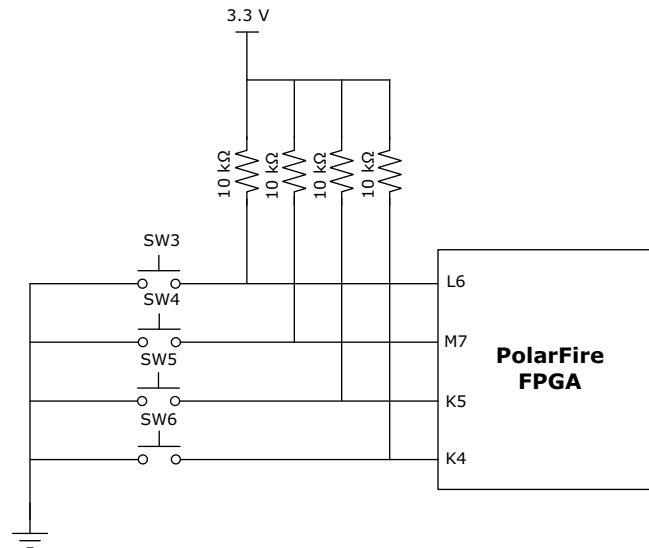 3.3 V
10 kΩ
10 kΩ
10 kΩ
10 kΩ
SW3
L6
SW4
M7
PolarFire
FPGA
SW5
K5
SW6
K4